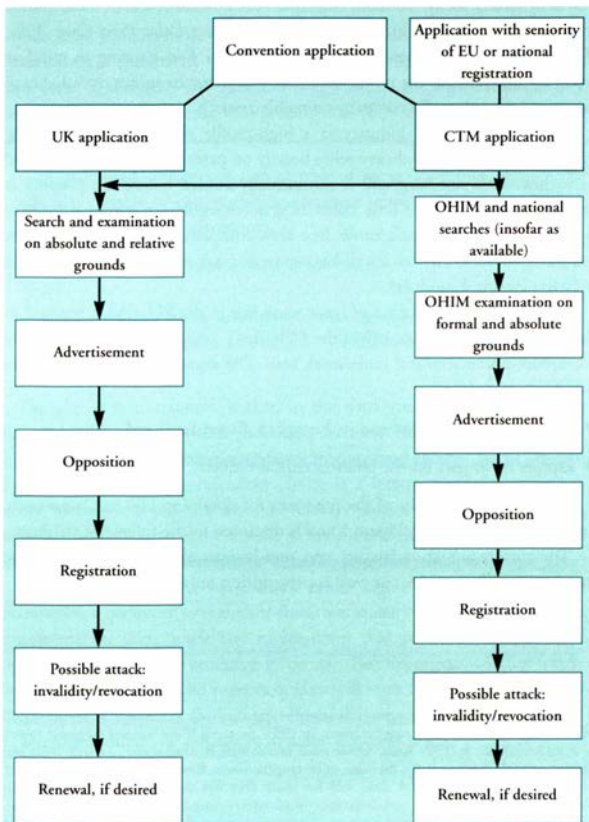 Convention application
Application with seniority
of EU or national
registration
UK application
CTM application
Search and examination
on absolute and relative
grounds
OHIM and national
searches (insofar as
available)
OHIM examination on
formal and absolute
grounds
Advertisement
Advertisement
Opposition
Opposition
Registration
Registration
Possible attack:
invalidity/revocation
Possible attack:
invalidity/revocation
Renewal, if desired
Renewal, if desired